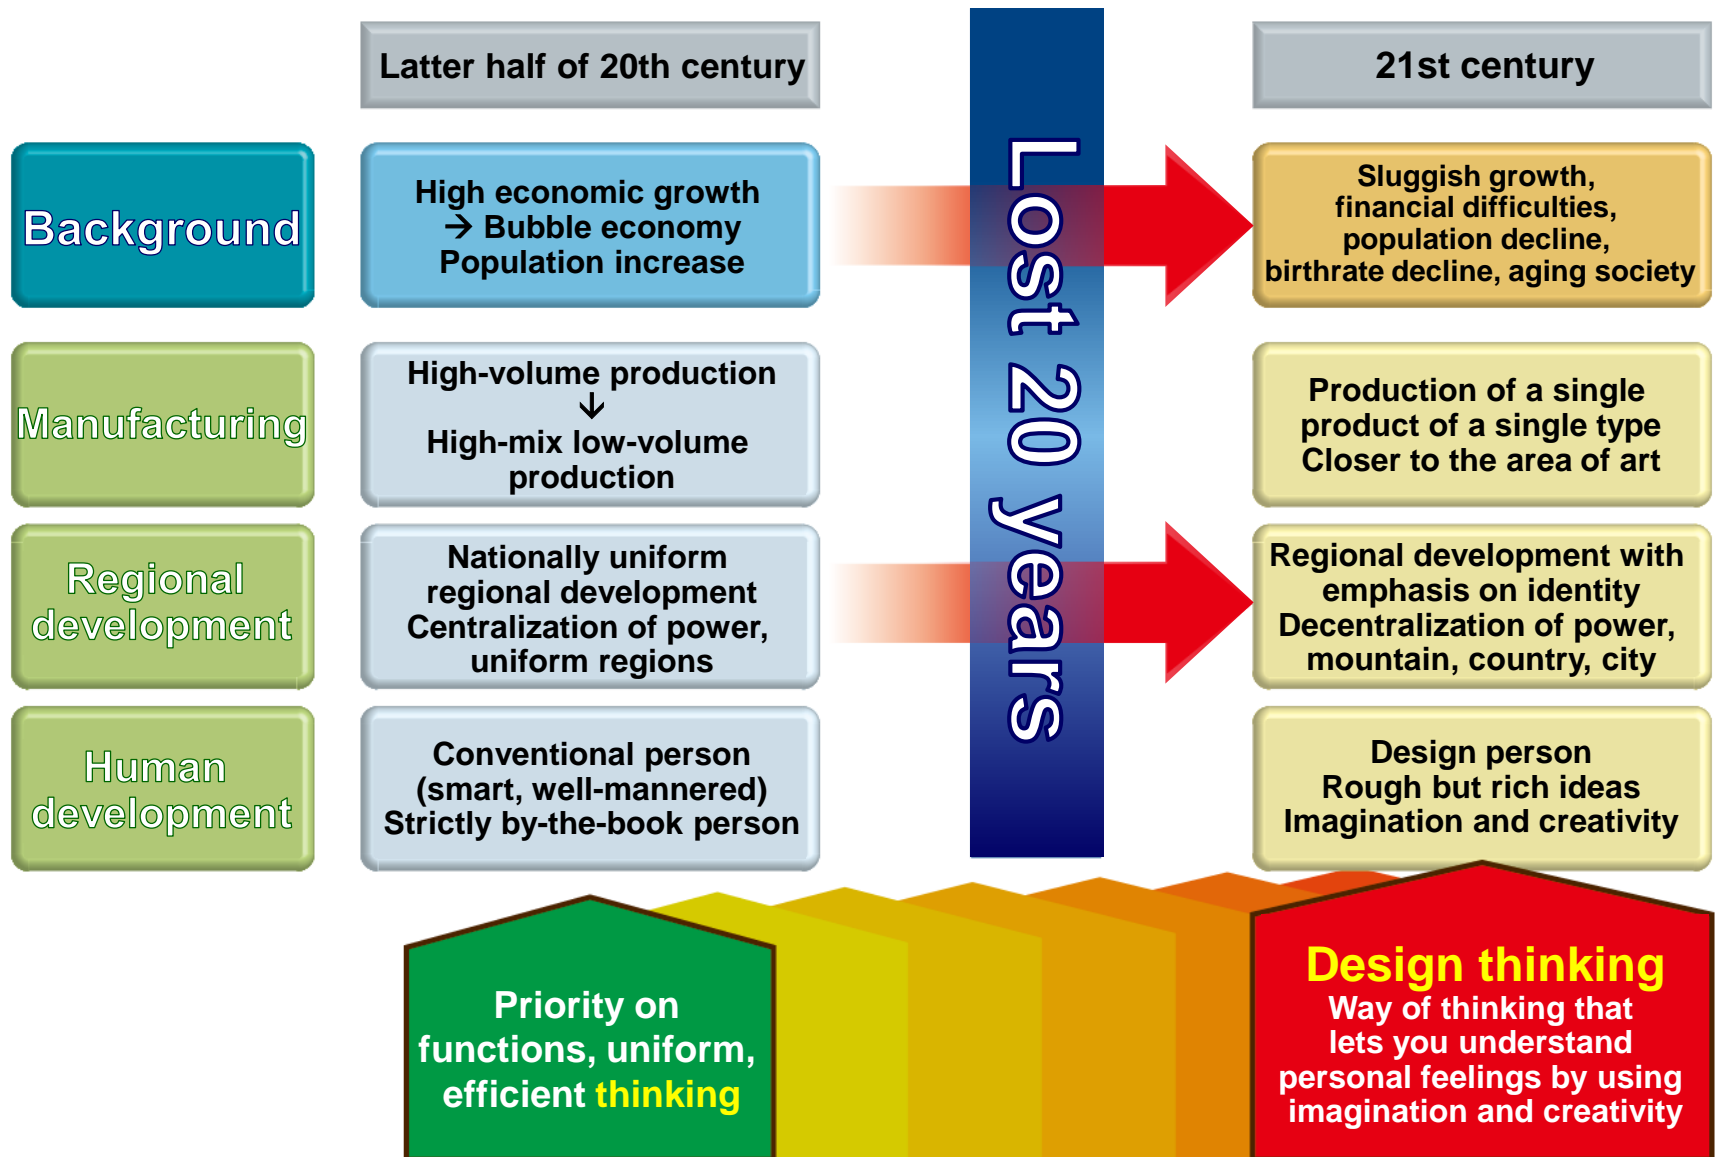 Latter half of 20th century
21st century
Background
High economic growth
→ Bubble economy
Population increase
Lost 20 years
Sluggish growth,
financial difficulties,
population decline,
birthrate decline, aging society
Manufacturing
High-volume production
↓
High-mix low-volume
production
Production of a single
product of a single type
Closer to the area of art
Regional
development
Nationally uniform
regional development
Centralization of power,
uniform regions
Regional development with
emphasis on identity
Decentralization of power,
mountain, country, city
Human
development
Conventional person
(smart, well-mannered)
Strictly by-the-book person
Design person
Rough but rich ideas
Imagination and creativity
Priority on
functions, uniform,
efficient thinking
Design thinking
Way of thinking that
lets you understand
personal feelings by using
imagination and creativity